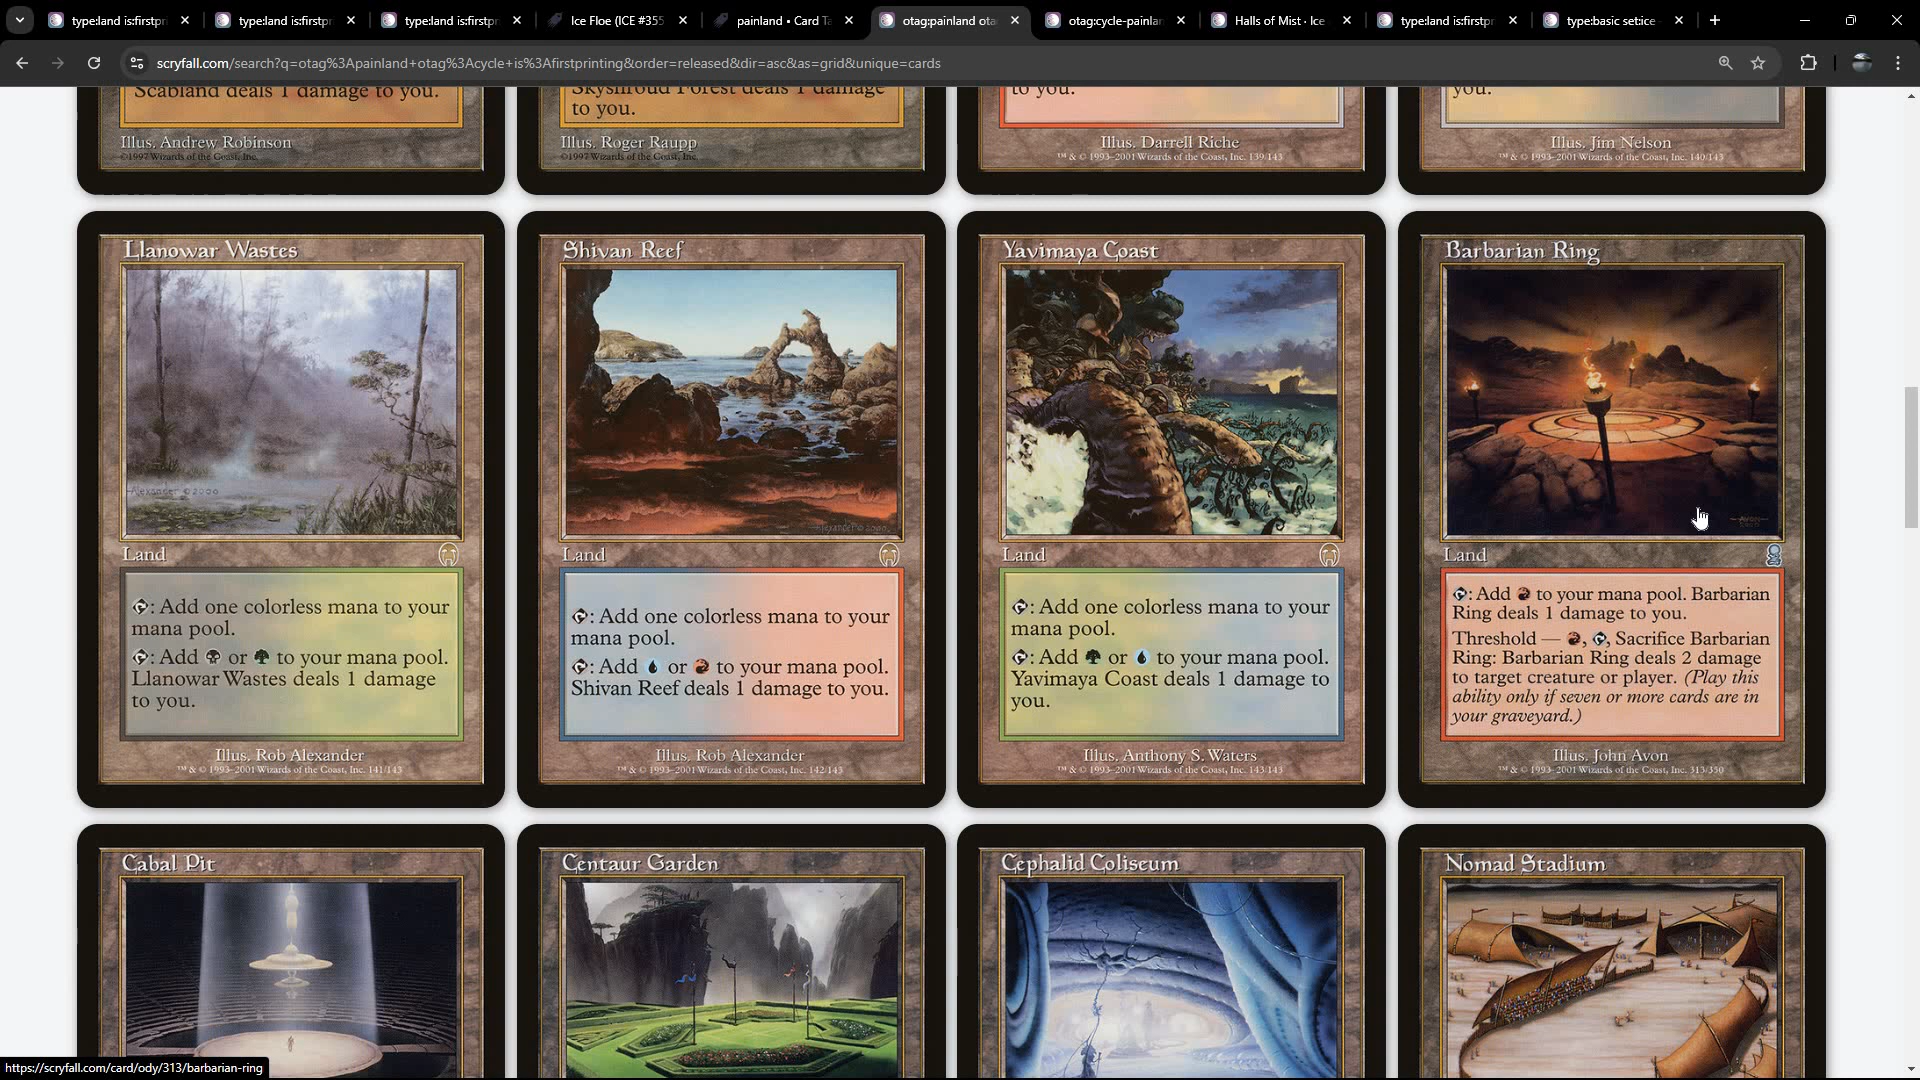 type:land is:firstpri
type:land is:firstpr
type:land is:firstpr
Ice Floe (ICE #355
painland • Card Ta
otag:painland ota
otag:cycle-painlan
Halls of Mist · Ice
type:land is:firstpr
type:basic set:ice
scryfall.com/search?q=otag%3Apainland+otag%3Acycle+is%3Afirstprinting&order=released&dir=asc&as=grid&unique=cards
Scabland deals 1 damage to you.
Illus. Andrew Robinson
©1997 Wizards of the Coast, Inc.
Skyshroud Forest deals 1 damage
to you.
Illus. Roger Raupp
©1997 Wizards of the Coast, Inc.
to you.
Illus. Darrell Riche
™ & © 1993-2001 Wizards of the Coast, Inc. 139/143
you.
Illus. Jim Nelson
™ & © 1993-2001 Wizards of the Coast, Inc. 140/143
Llanowar Wastes
Alexander © 2000
Land
: Add one colorless mana to your
mana pool.
: Add or to your mana pool.
Llanowar Wastes deals 1 damage
to you.
Illus. Rob Alexander
™ & © 1993-2001 Wizards of the Coast, Inc. 141/143
Shivan Reef
Land
: Add one colorless mana to your
mana pool.
: Add or to your mana pool.
Shivan Reef deals 1 damage to you.
Illus. Rob Alexander
™ & © 1993-2001 Wizards of the Coast, Inc. 142/143
Yavimaya Coast
Land
: Add one colorless mana to your
mana pool.
: Add or to your mana pool.
Yavimaya Coast deals 1 damage to
you.
Illus. Anthony S. Waters
™ & © 1993-2001 Wizards of the Coast, Inc. 143/143
Barbarian Ring
AVON
Land
: Add to your mana pool. Barbarian
Ring deals 1 damage to you.
Threshold — , , Sacrifice Barbarian
Ring: Barbarian Ring deals 2 damage
to target creature or player. (Play this
ability only if seven or more cards are in
your graveyard.)
Illus. John Avon
™ & © 1993-2001 Wizards of the Coast, Inc. 313/350
Cabal Pit
Centaur Garden
Cephalid Coliseum
Nomad Stadium
https://scryfall.com/card/ody/313/barbarian-ring